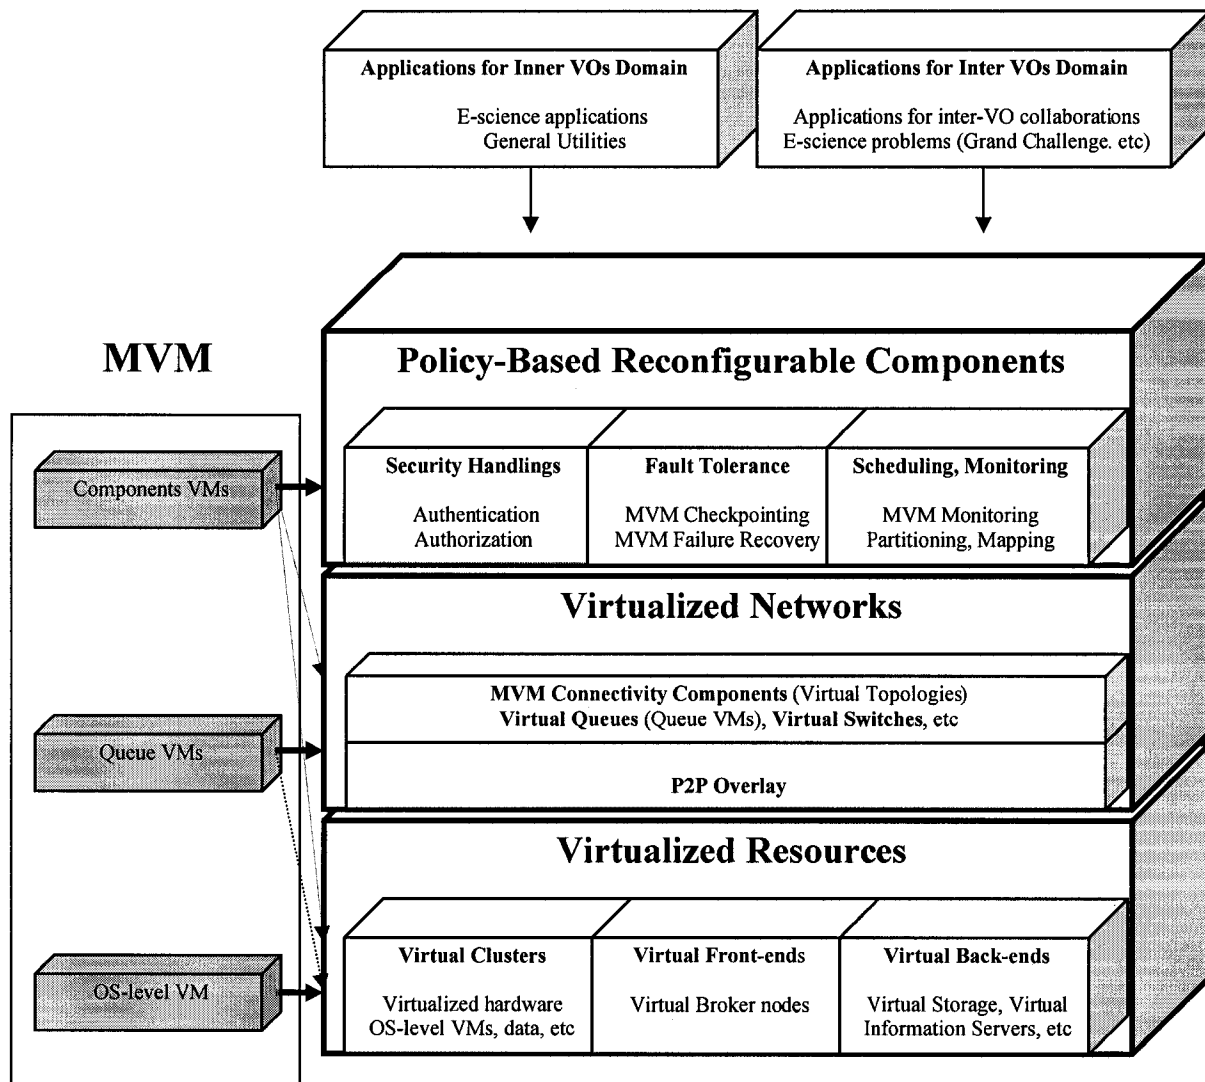 Applications for Inner VOs Domain
E-science applications
General Utilities
Applications for Inter VOs Domain
Applications for inter-VO collaborations
E-science problems (Grand Challenge. etc)
MVM
Components VMs
Queue VMs
OS-level VM
Policy-Based Reconfigurable Components
Security Handlings
Authentication
Authorization
Fault Tolerance
MVM Checkpointing
MVM Failure Recovery
Scheduling, Monitoring
MVM Monitoring
Partitioning, Mapping
Virtualized Networks
MVM Connectivity Components (Virtual Topologies)
Virtual Queues (Queue VMs), Virtual Switches, etc
P2P Overlay
Virtualized Resources
Virtual Clusters
Virtualized hardware
OS-level VMs, data, etc
Virtual Front-ends
Virtual Broker nodes
Virtual Back-ends
Virtual Storage, Virtual
Information Servers, etc